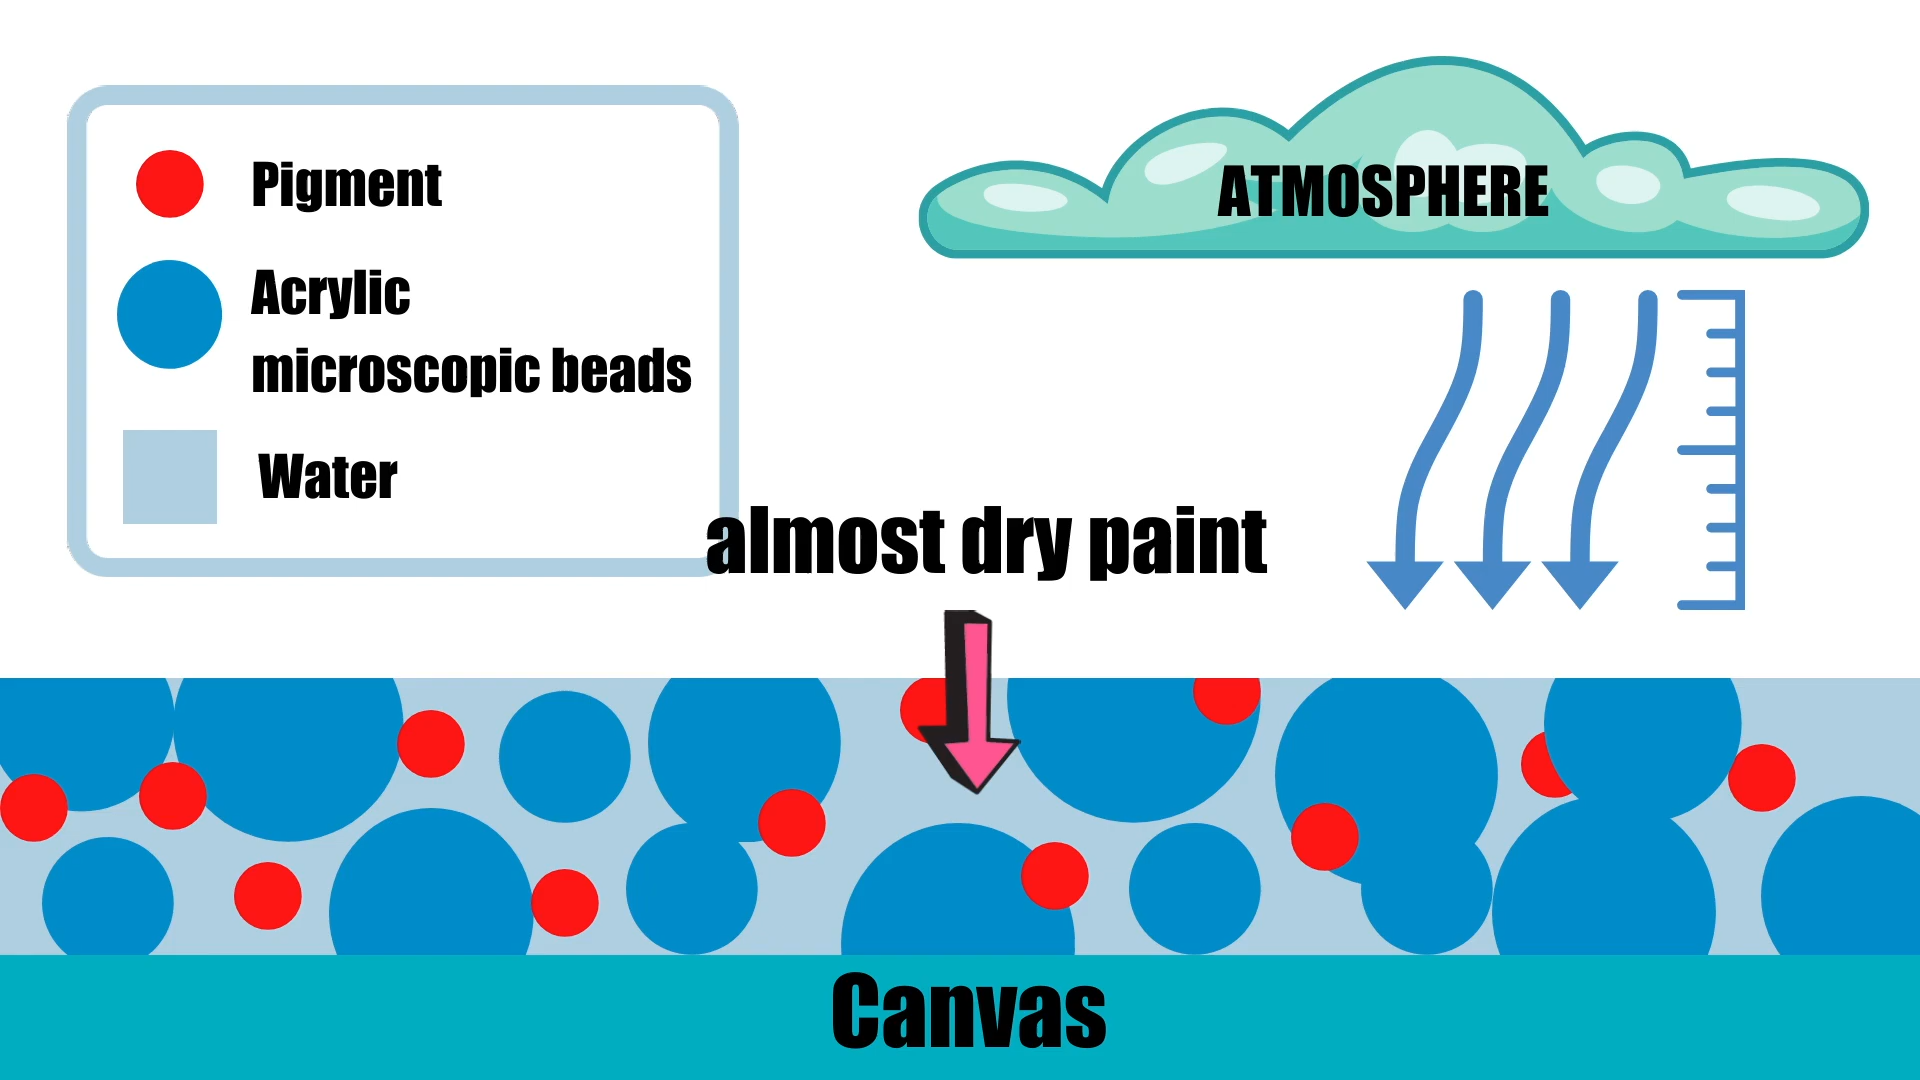 Pigment
Acrylic
microscopic beads
Water
ATMOSPHERE
almost dry paint
Canvas